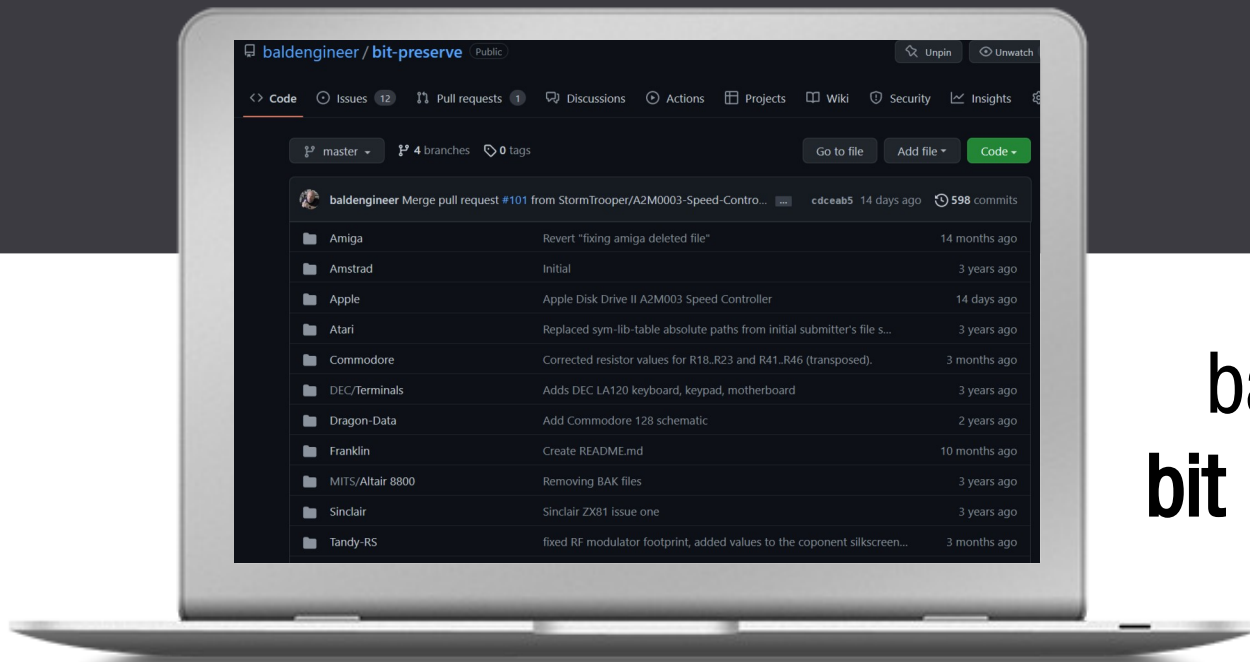 baldengineer / bit-preserve Public
Unpin Unwatch
Code Issues 12 Pull requests 1 Discussions Actions Projects Wiki Security Insights
master 4 branches 0 tags Go to file Add file Code
baldengineer Merge pull request #101 from StormTrooper/A2M0003-Speed-Contro... ... cdceab5 14 days ago 598 commits
Amiga Revert "fixing amiga deleted file" 14 months ago
Amstrad Initial 3 years ago
Apple Apple Disk Drive II A2M003 Speed Controller 14 days ago
Atari Replaced sym-lib-table absolute paths from initial submitter's file s... 3 years ago
Commodore Corrected resistor values for R18..R23 and R41..R46 (transposed). 3 months ago
DEC/Terminals Adds DEC LA120 keyboard, keypad, motherboard 3 years ago
Dragon-Data Add Commodore 128 schematic 2 years ago
Franklin Create README.md 10 months ago
MITS/Altair 8800 Removing BAK files 3 years ago
Sinclair Sinclair ZX81 issue one 3 years ago
Tandy-RS fixed RF modulator footprint, added values to the coponent silkscreen... 3 months ago
ba
bit